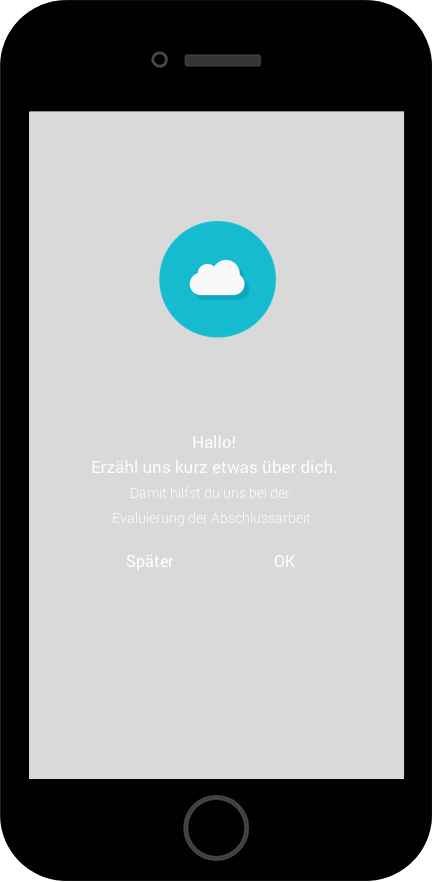 Hallo!
Erzähl uns kurz etwas über dich.
Damit hilfst du uns bei der
Evaluierung der Abschlussarbeit.
Später OK